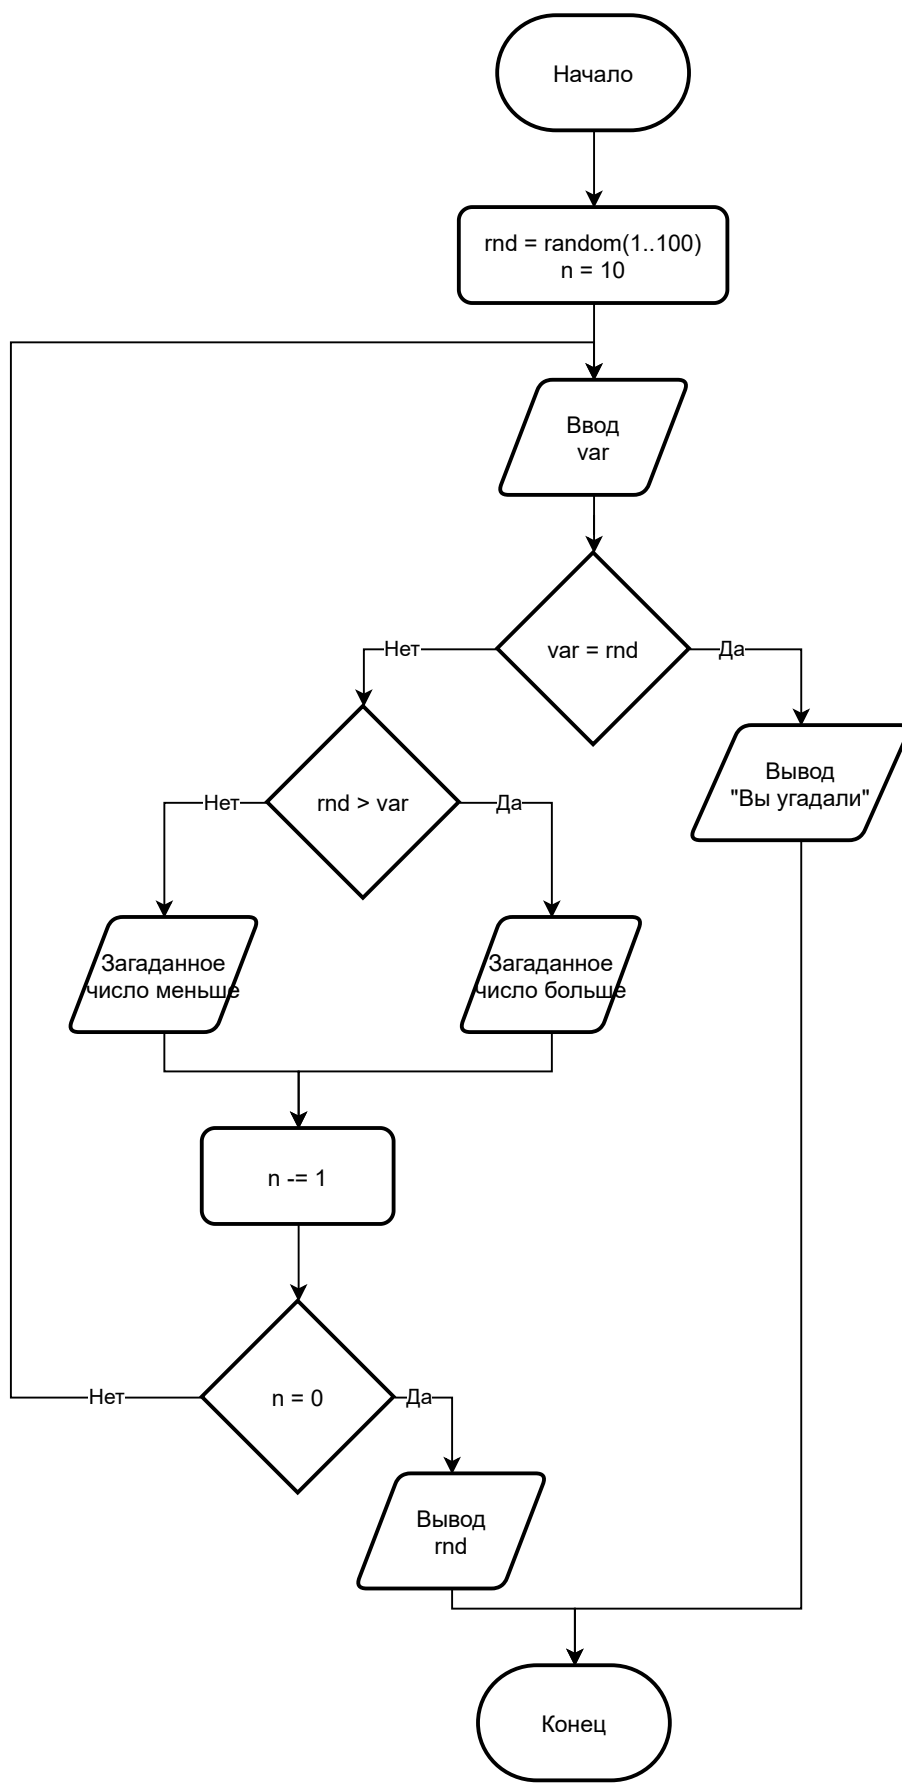 Начало
rnd = random(1..100)
n = 10
Ввод
var
var = rnd
Нет
Да
rnd > var
Нет
Да
Вывод
"Вы угадали"
Загаданное
число меньше
Загаданное
число больше
n -= 1
n = 0
Нет
Да
Вывод
rnd
Конец